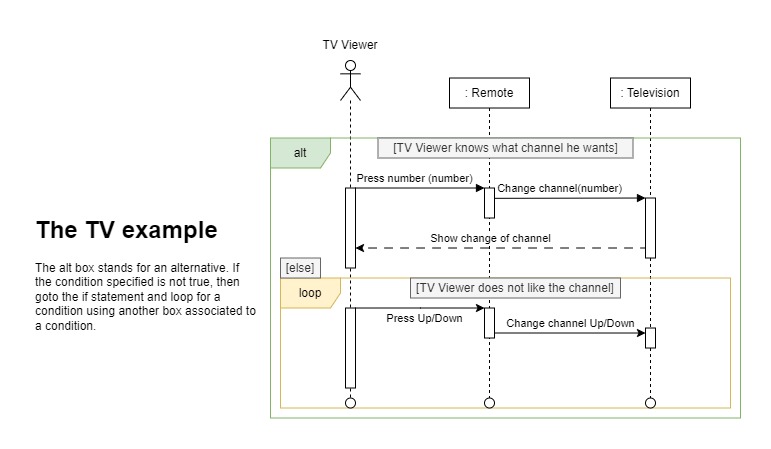 TV Viewer
: Remote
: Television
alt
[TV Viewer knows what channel he wants]
Press number (number)
Change channel(number)
The TV example
Show change of channel
The alt box stands for an alternative. If
the condition specified is not true, then
goto the if statement and loop for a
condition using another box associated to
a condition.
[else]
loop
[TV Viewer does not like the channel]
Press Up/Down
Change channel Up/Down